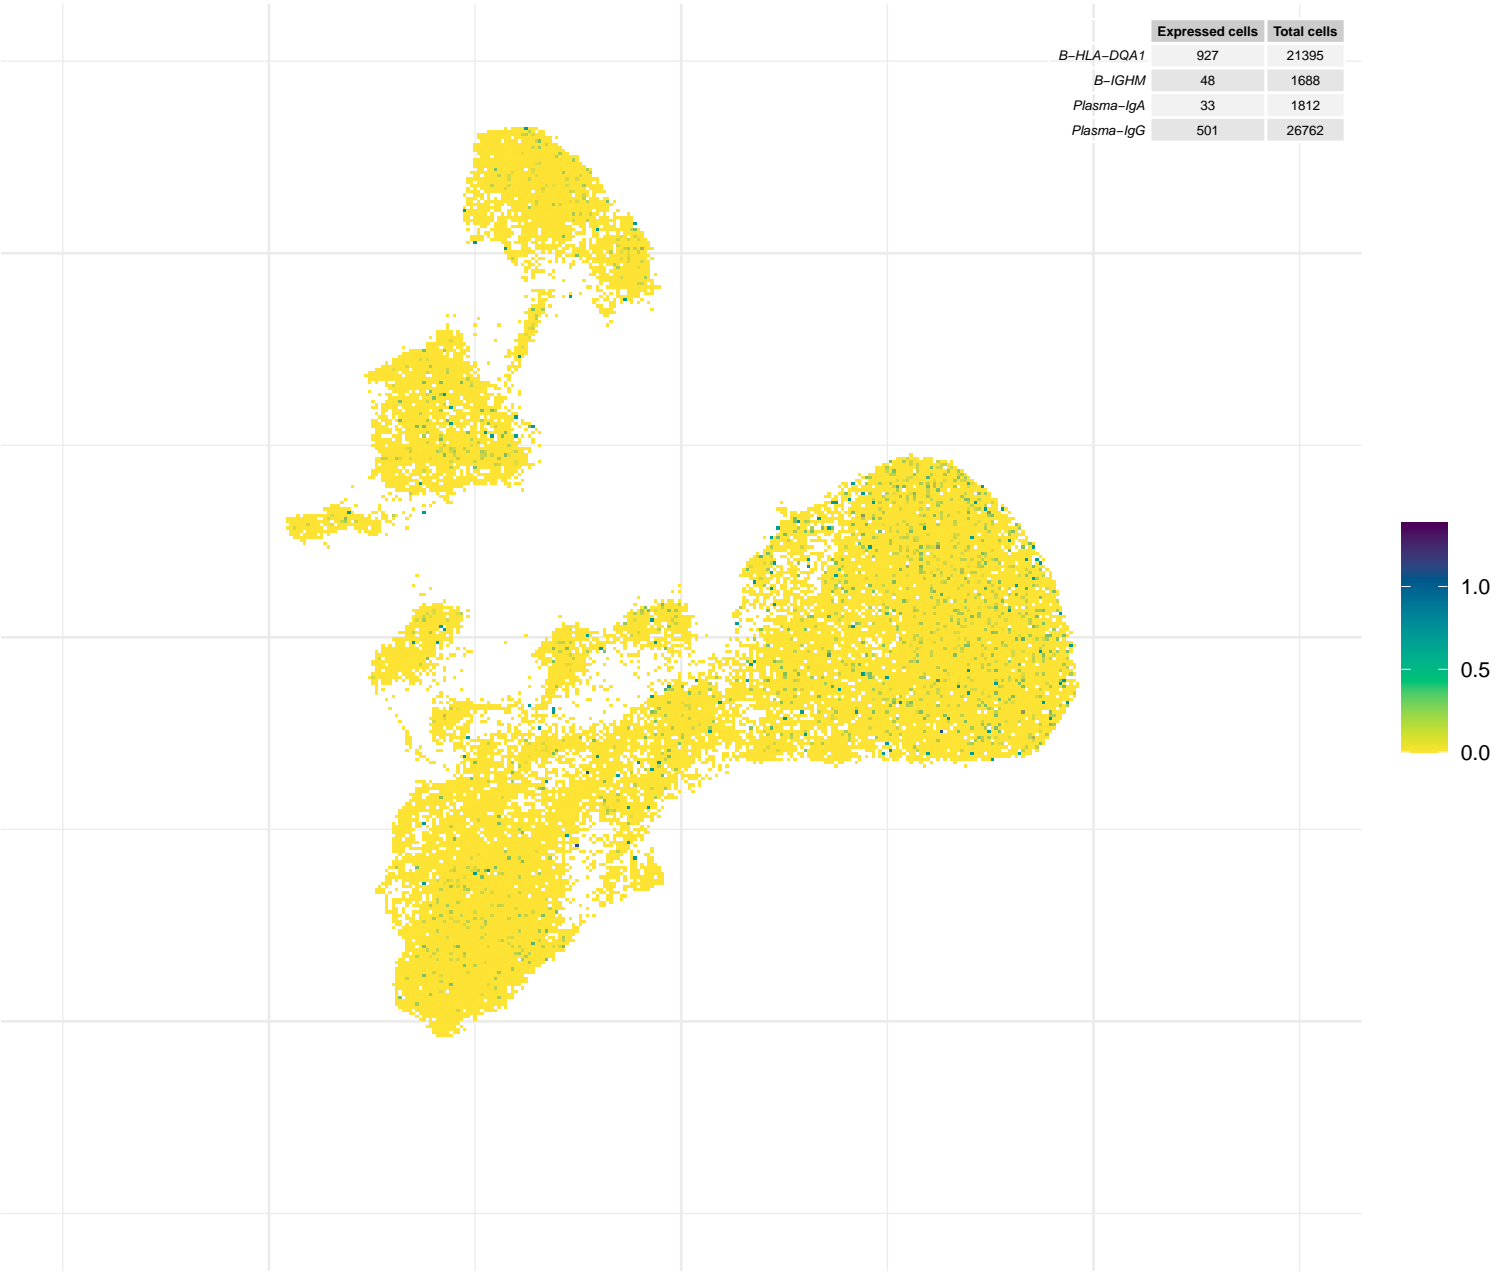 Expressed cells Total cells
B−HLA−DQA1 927 21395
B−IGHM 48 1688
Plasma−IgA 33 1812
Plasma−IgG 501 26762
1.0
0.5
0.0